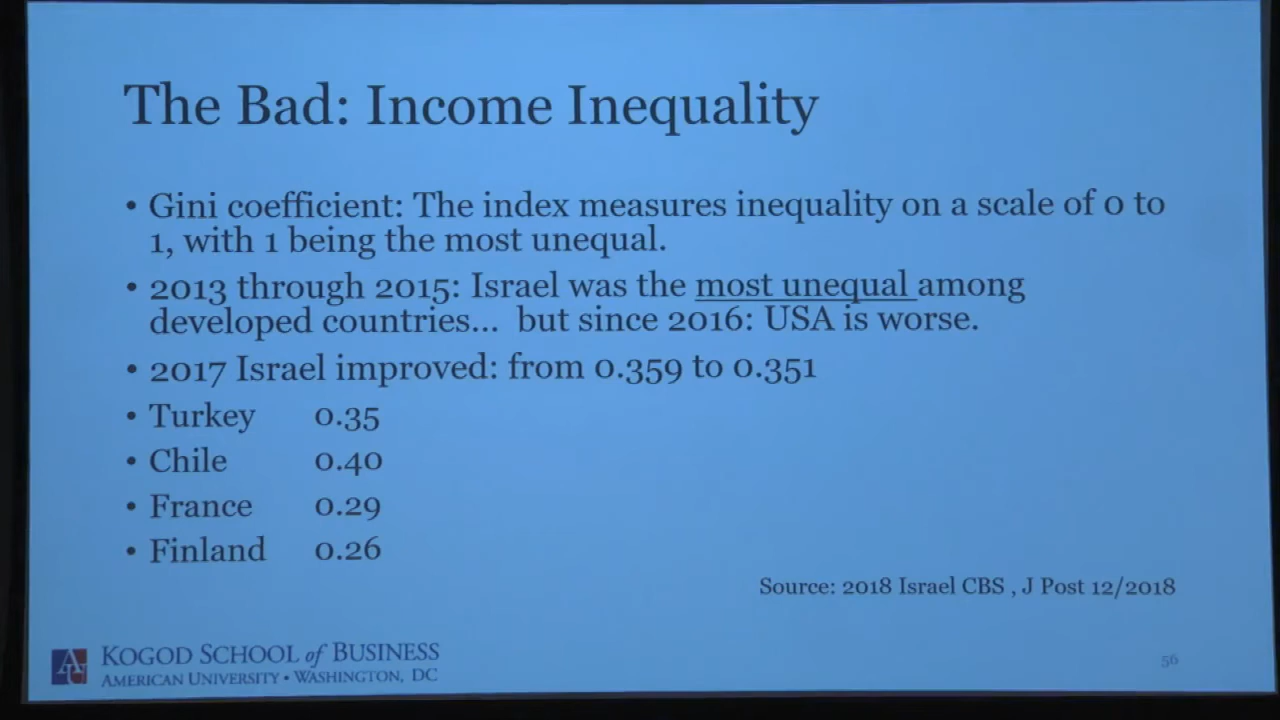 The Bad: Income Inequality
• Gini coefficient: The index measures inequality on a scale of 0 to
1, with 1 being the most unequal.
• 2013 through 2015: Israel was the most unequal among
developed countries... but since 2016: USA is worse.
• 2017 Israel improved: from 0.359 to 0.351
• Turkey 0.35
• Chile 0.40
• France 0.29
• Finland 0.26
Source: 2018 Israel CBS , J Post 12/2018
AU KOGOD SCHOOL of BUSINESS
AMERICAN UNIVERSITY • WASHINGTON, DC
56